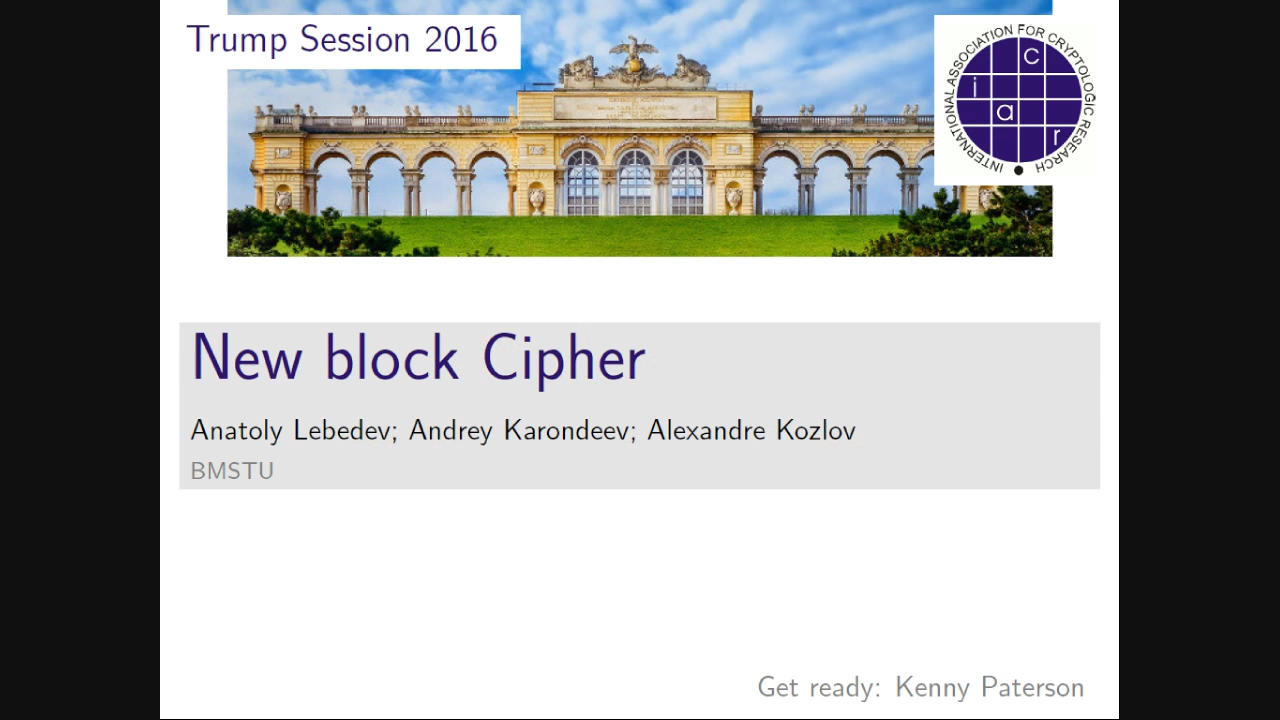 Trump Session 2016
INTERNATIONAL ASSOCIATION FOR CRYPTOLOGIC RESEARCH
C
i
a
r
New block Cipher
Anatoly Lebedev; Andrey Karondeev; Alexandre Kozlov
BMSTU
Get ready: Kenny Paterson